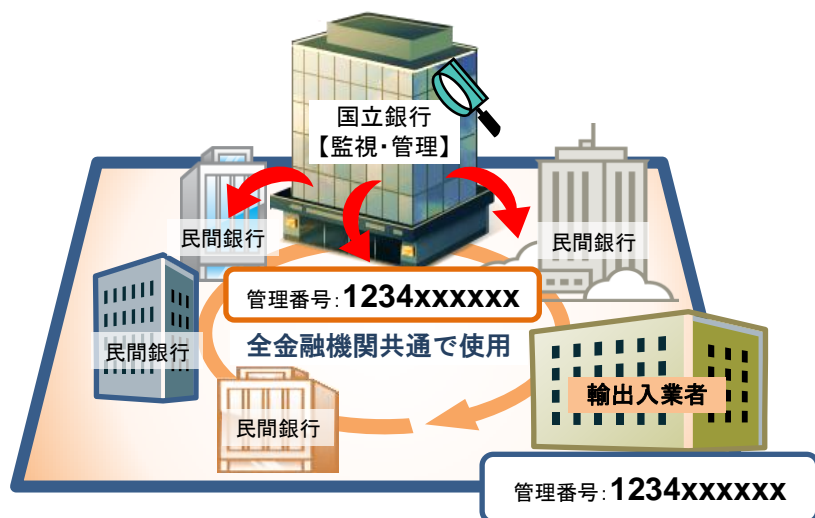 国立銀行
【監視・管理】
民間銀行
民間銀行
管理番号：1234xxxxxx
民間銀行
全金融機関共通で使用
輸出入業者
民間銀行
管理番号：1234xxxxxx